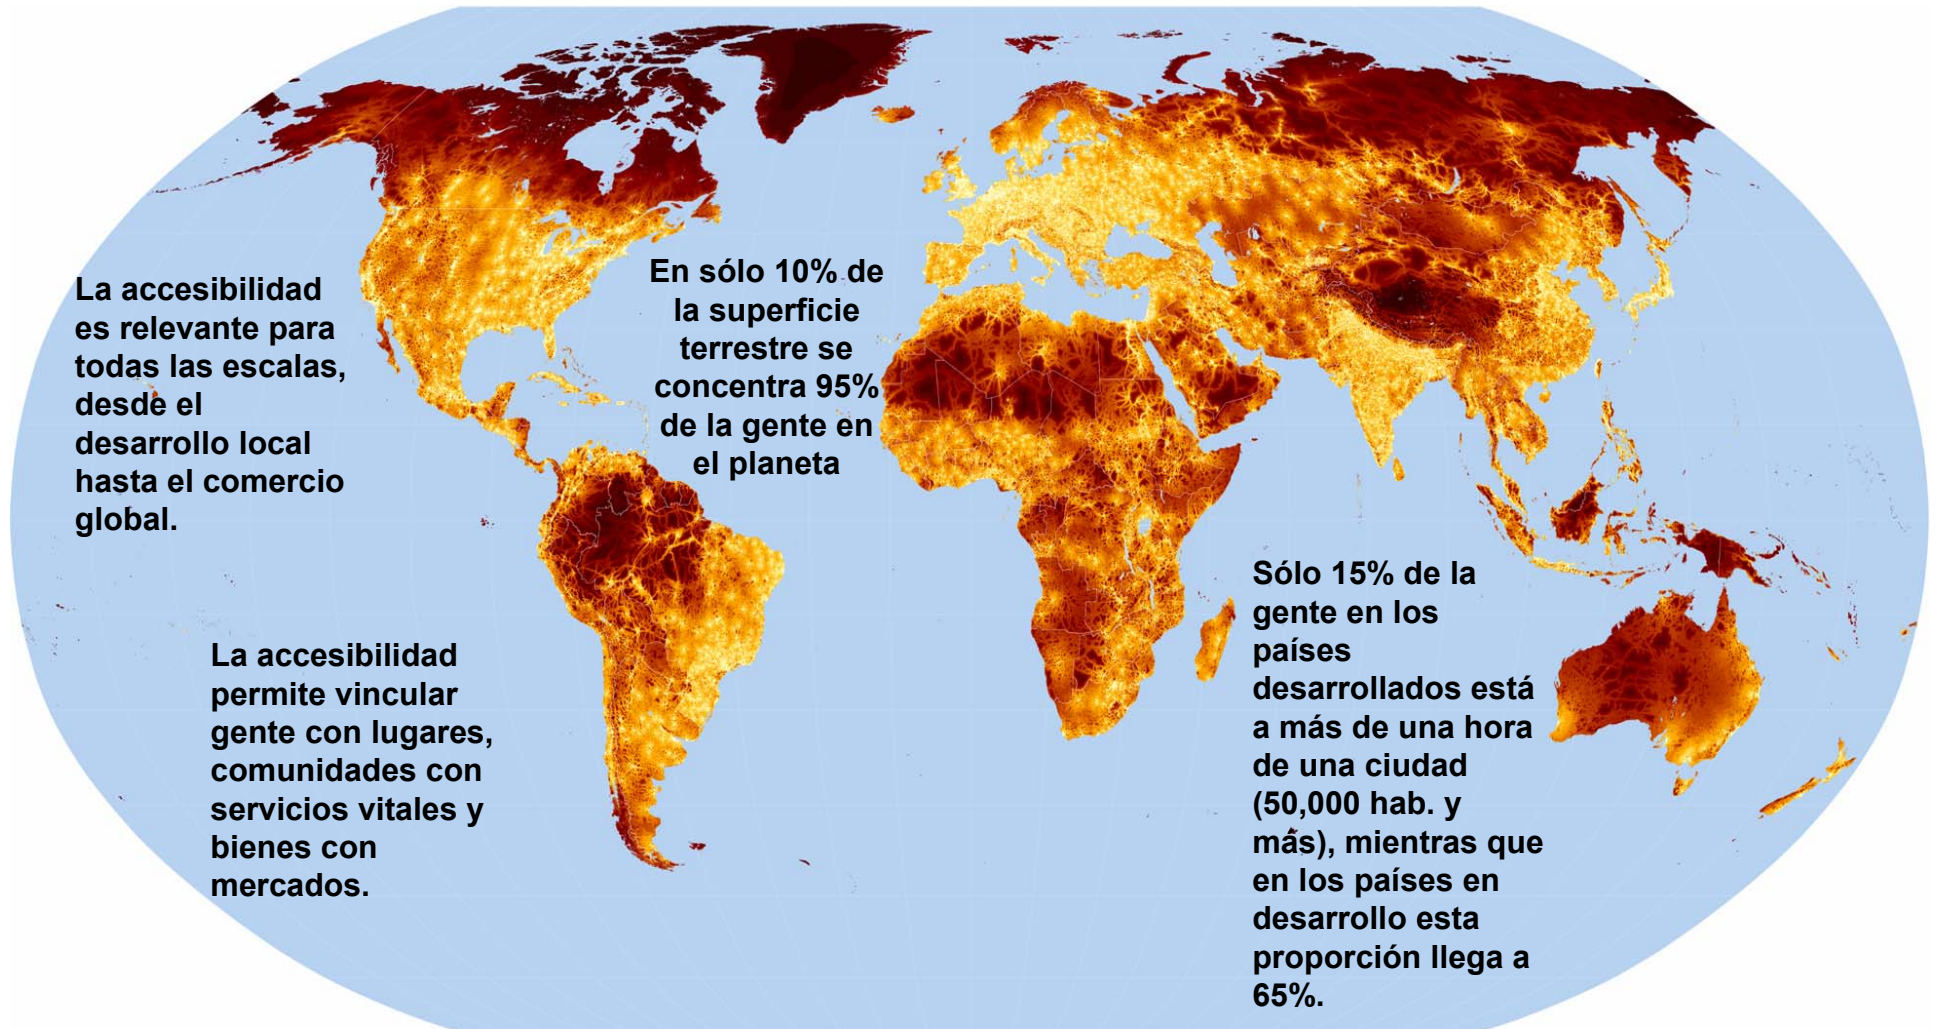 La accesibilidad
es relevante para
todas las escalas,
desde el
desarrollo local
hasta el comercio
global.
En sólo 10% de
la superficie
terrestre se
concentra 95%
de la gente en
el planeta
La accesibilidad
permite vincular
gente con lugares,
comunidades con
servicios vitales y
bienes con
mercados.
Sólo 15% de la
gente en los
países
desarrollados está
a más de una hora
de una ciudad
(50,000 hab. y
más), mientras que
en los países en
desarrollo esta
proporción llega a
65%.